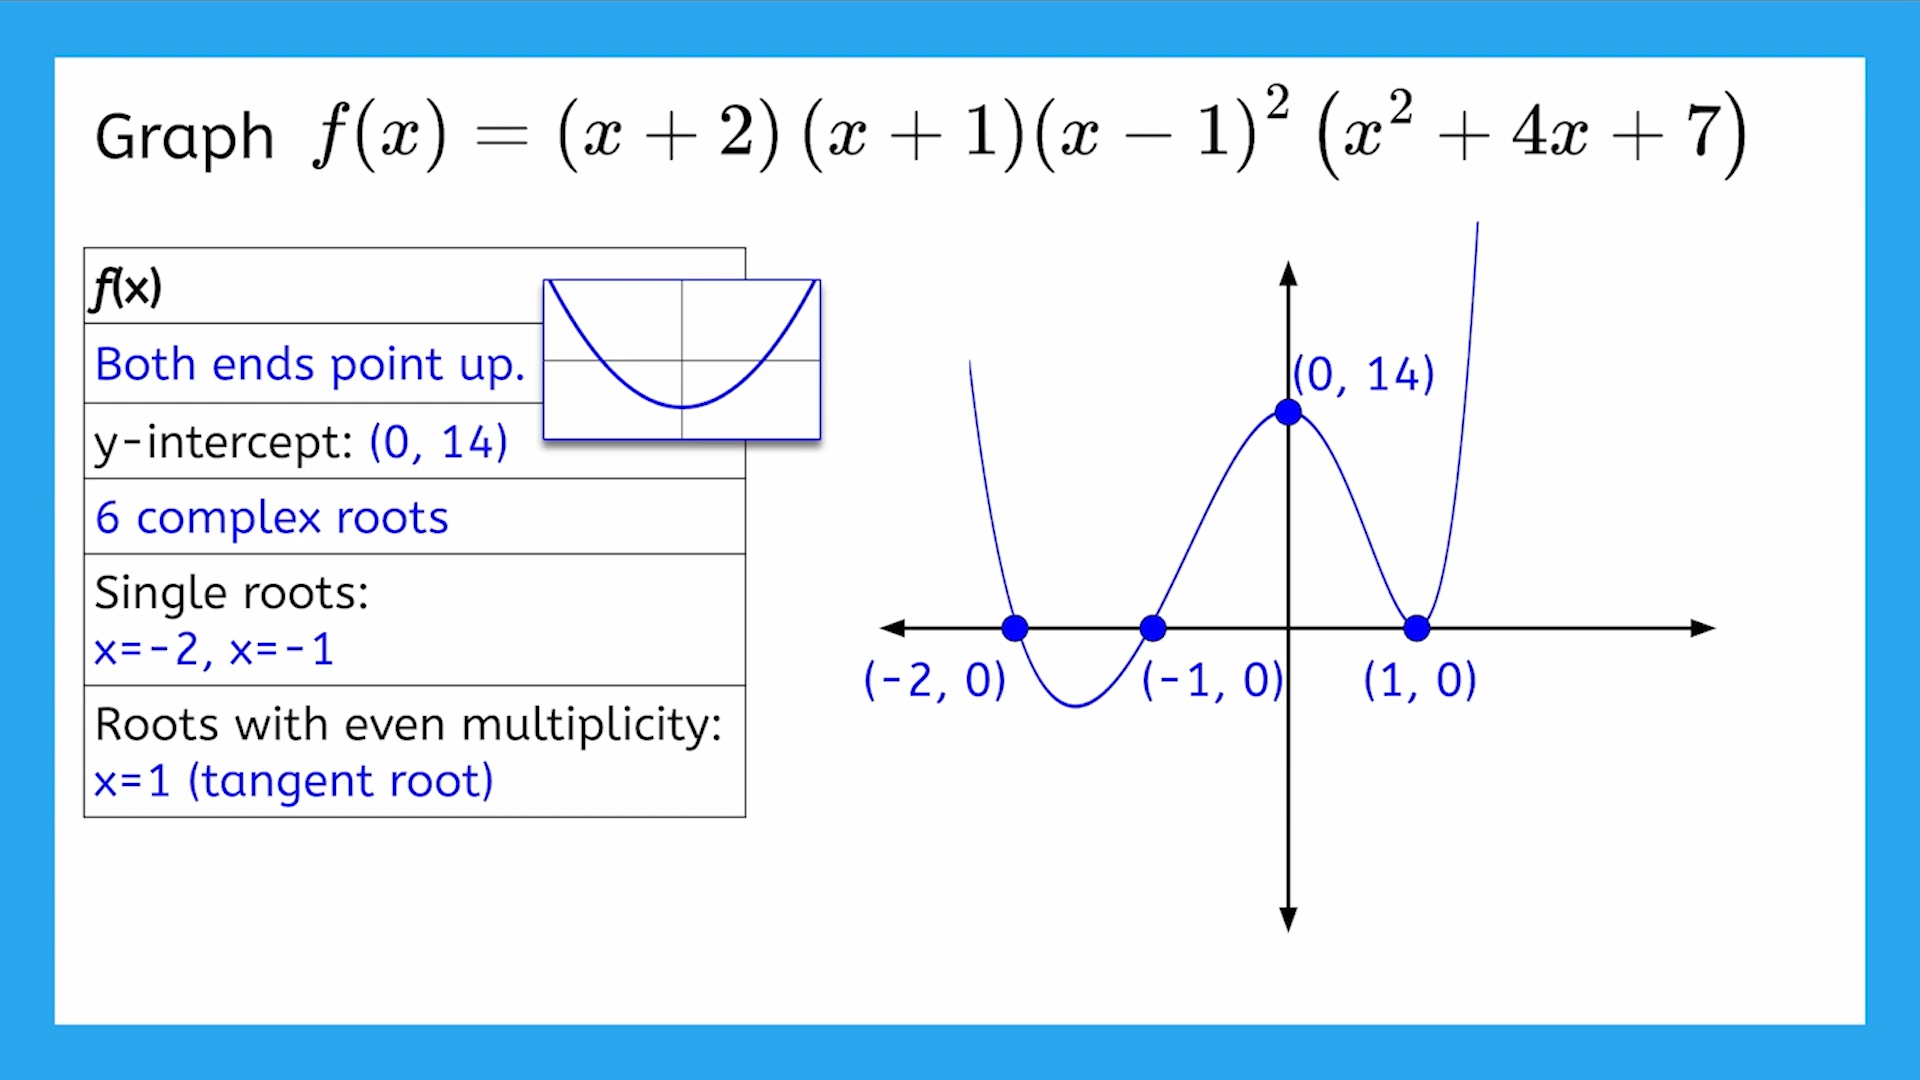 Graph f(x) = (x + 2)(x + 1)(x − 1)² (x² + 4x + 7)
f(x)
Both ends point up.
y-intercept: (0, 14)
6 complex roots
Single roots:
x=-2, x=-1
Roots with even multiplicity:
x=1 (tangent root)
(0, 14)
(-2, 0) (-1, 0) (1, 0)